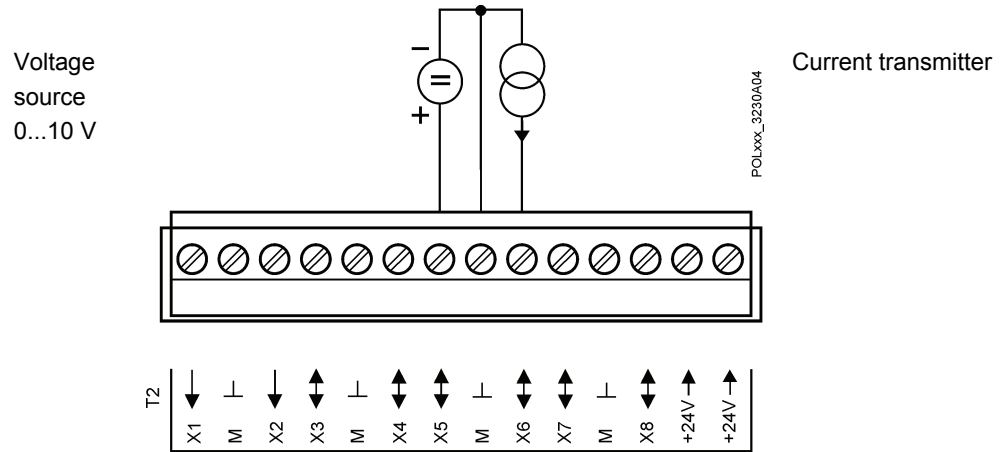 Voltage
source
0...10 V
−
+
Current transmitter
POLxxx_3230A04
T2
X1
M
X2
X3
M
X4
X5
M
X6
X7
M
X8
+24V
+24V